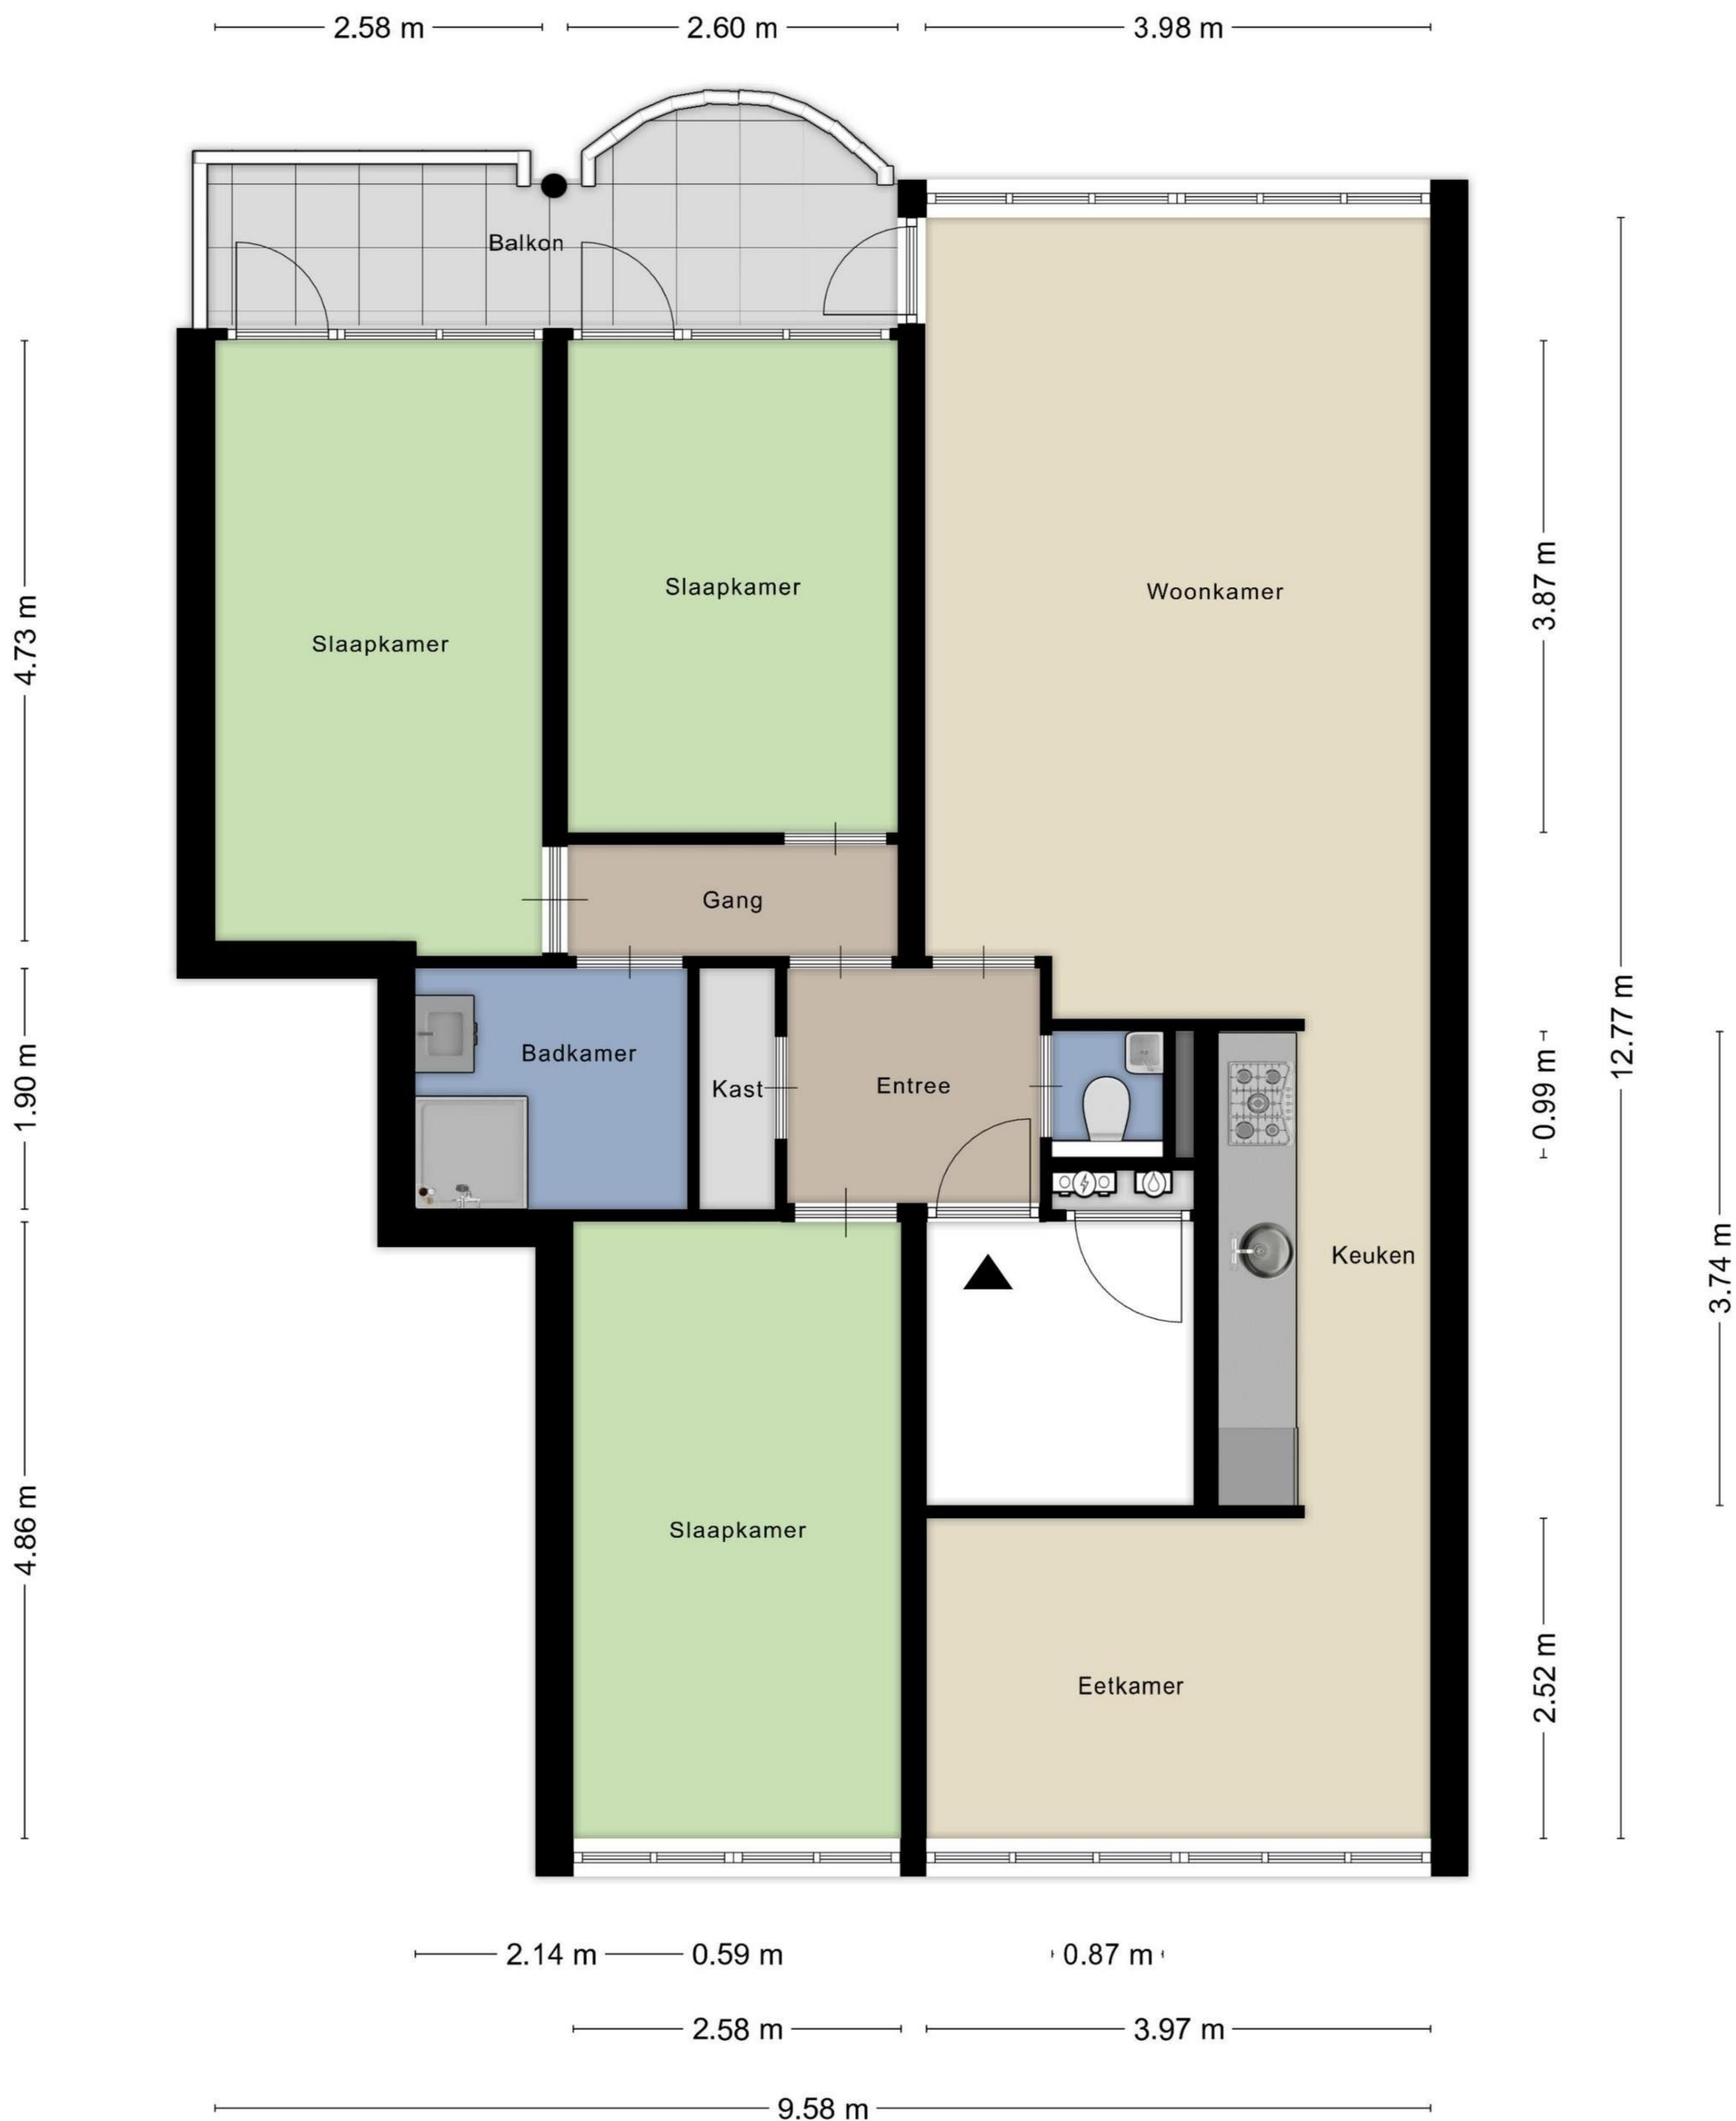 2.58 m 2.60 m 3.98 m
Balkon
Slaapkamer
Woonkamer
3.87 m
Slaapkamer
4.73 m
Gang
12.77 m
Badkamer
Kast
Entree
1.90 m
0.99 m
Keuken
3.74 m
Slaapkamer
4.86 m
Eetkamer
2.52 m
2.14 m 0.59 m 0.87 m
2.58 m 3.97 m
9.58 m